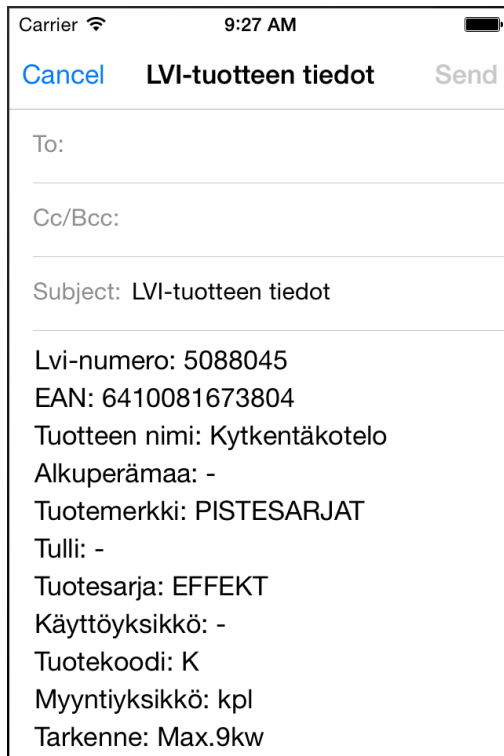 Carrier 9:27 AM
Cancel LVI-tuotteen tiedot Send
To:
Cc/Bcc:
Subject: LVI-tuotteen tiedot
Lvi-numero: 5088045
EAN: 6410081673804
Tuotteen nimi: Kytkentäkotelo
Alkuperämaa: -
Tuotemerkki: PISTESARJAT
Tulli: -
Tuotesarja: EFFEKT
Käyttöyksikkö: -
Tuotekoodi: K
Myyntiyksikkö: kpl
Tarkenne: Max.9kw